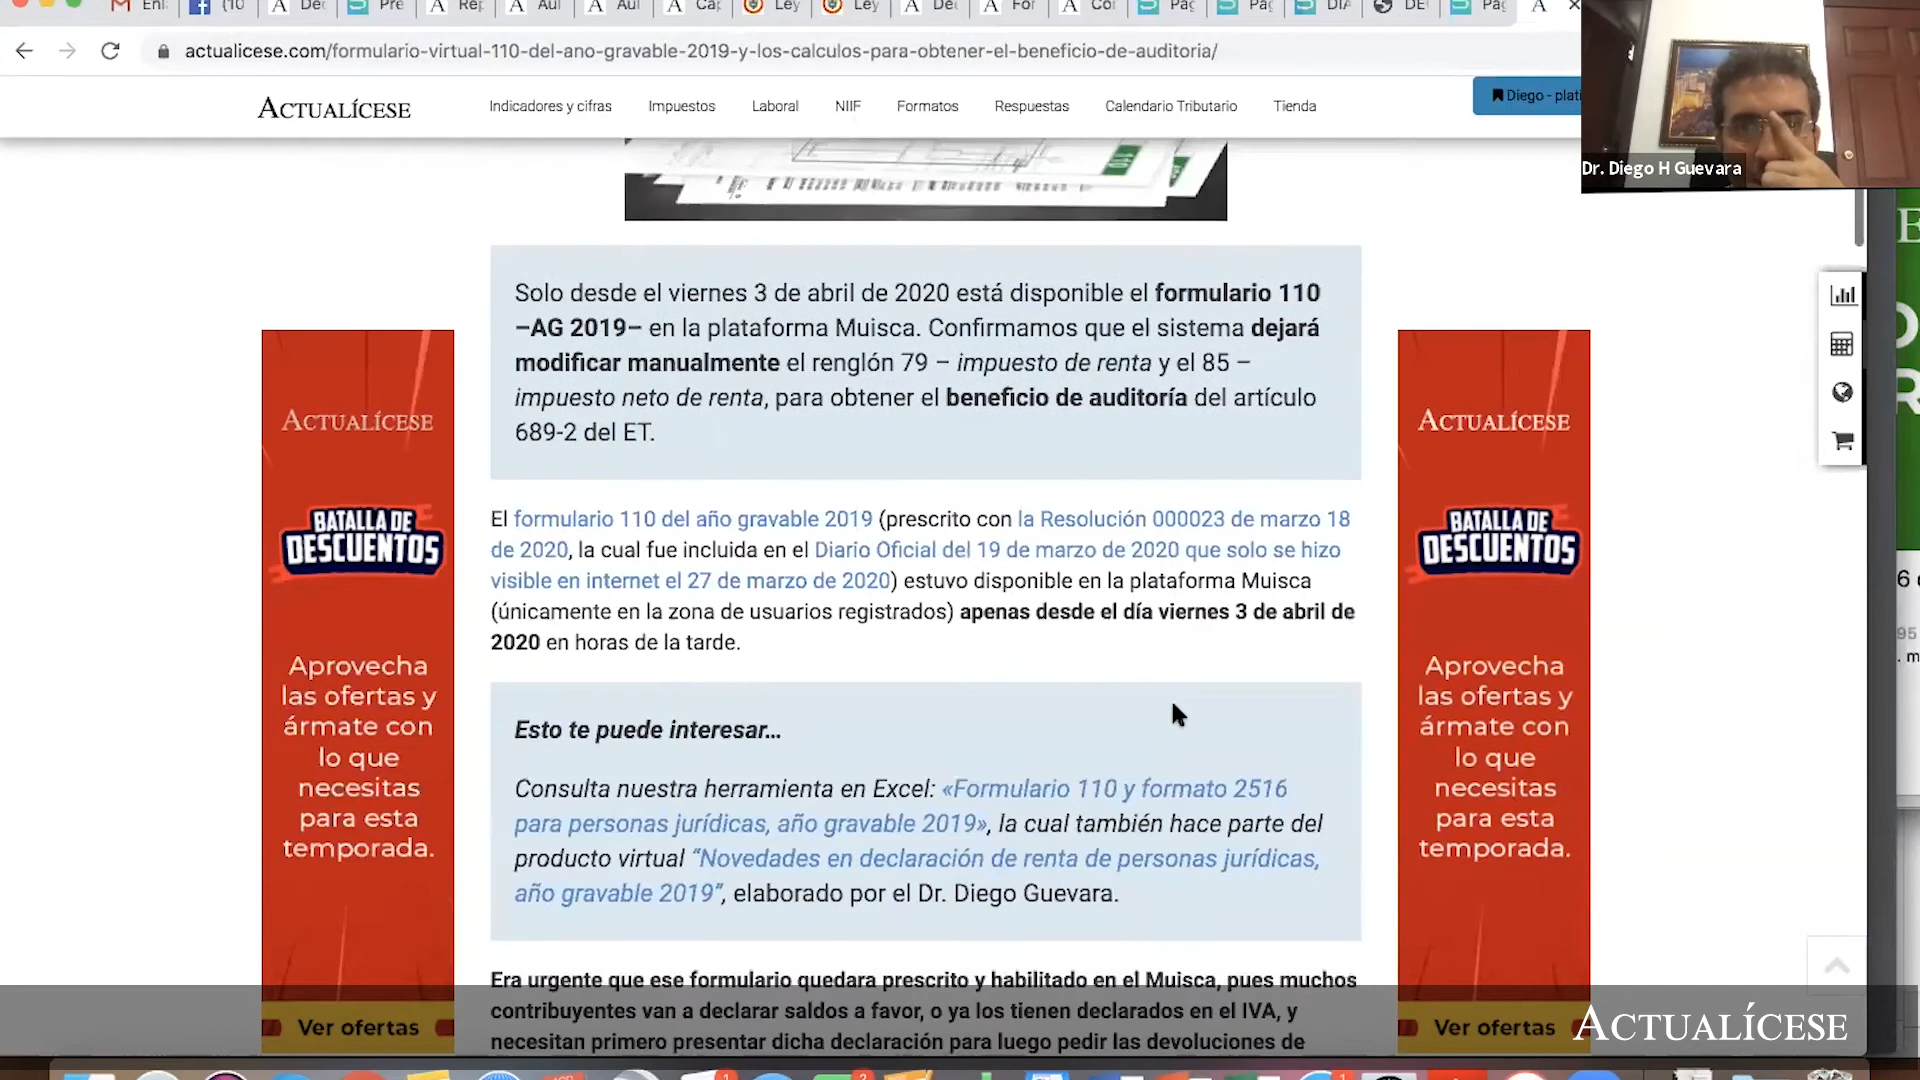 actualicese.com/formulario-virtual-110-del-ano-gravable-2019-y-los-calculos-para-obtener-el-beneficio-de-auditoria/
ACTUALÍCESE
Indicadores y cifras
Impuestos
Laboral
NIIF
Formatos
Respuestas
Calendario Tributario
Tienda
Diego - plati
Dr. Diego H Guevara
110
Solo desde el viernes 3 de abril de 2020 está disponible el formulario 110
–AG 2019– en la plataforma Muisca. Confirmamos que el sistema dejará
modificar manualmente el renglón 79 – impuesto de renta y el 85 –
impuesto neto de renta, para obtener el beneficio de auditoría del artículo
689-2 del ET.
El formulario 110 del año gravable 2019 (prescrito con la Resolución 000023 de marzo 18
de 2020, la cual fue incluida en el Diario Oficial del 19 de marzo de 2020 que solo se hizo
visible en internet el 27 de marzo de 2020) estuvo disponible en la plataforma Muisca
(únicamente en la zona de usuarios registrados) apenas desde el día viernes 3 de abril de
2020 en horas de la tarde.
Esto te puede interesar...
Consulta nuestra herramienta en Excel: «Formulario 110 y formato 2516
para personas jurídicas, año gravable 2019», la cual también hace parte del
producto virtual “Novedades en declaración de renta de personas jurídicas,
año gravable 2019”, elaborado por el Dr. Diego Guevara.
Era urgente que ese formulario quedara prescrito y habilitado en el Muisca, pues muchos
contribuyentes van a declarar saldos a favor, o ya los tienen declarados en el IVA, y
necesitan primero presentar dicha declaración para luego pedir las devoluciones de
ACTUALÍCESE
BATALLA DE
DESCUENTOS
Aprovecha
las ofertas y
ármate con
lo que
necesitas
para esta
temporada.
Ver ofertas
ACTUALÍCESE
BATALLA DE
DESCUENTOS
Aprovecha
las ofertas y
ármate con
lo que
necesitas
para esta
temporada.
Ver ofertas
ACTUALÍCESE